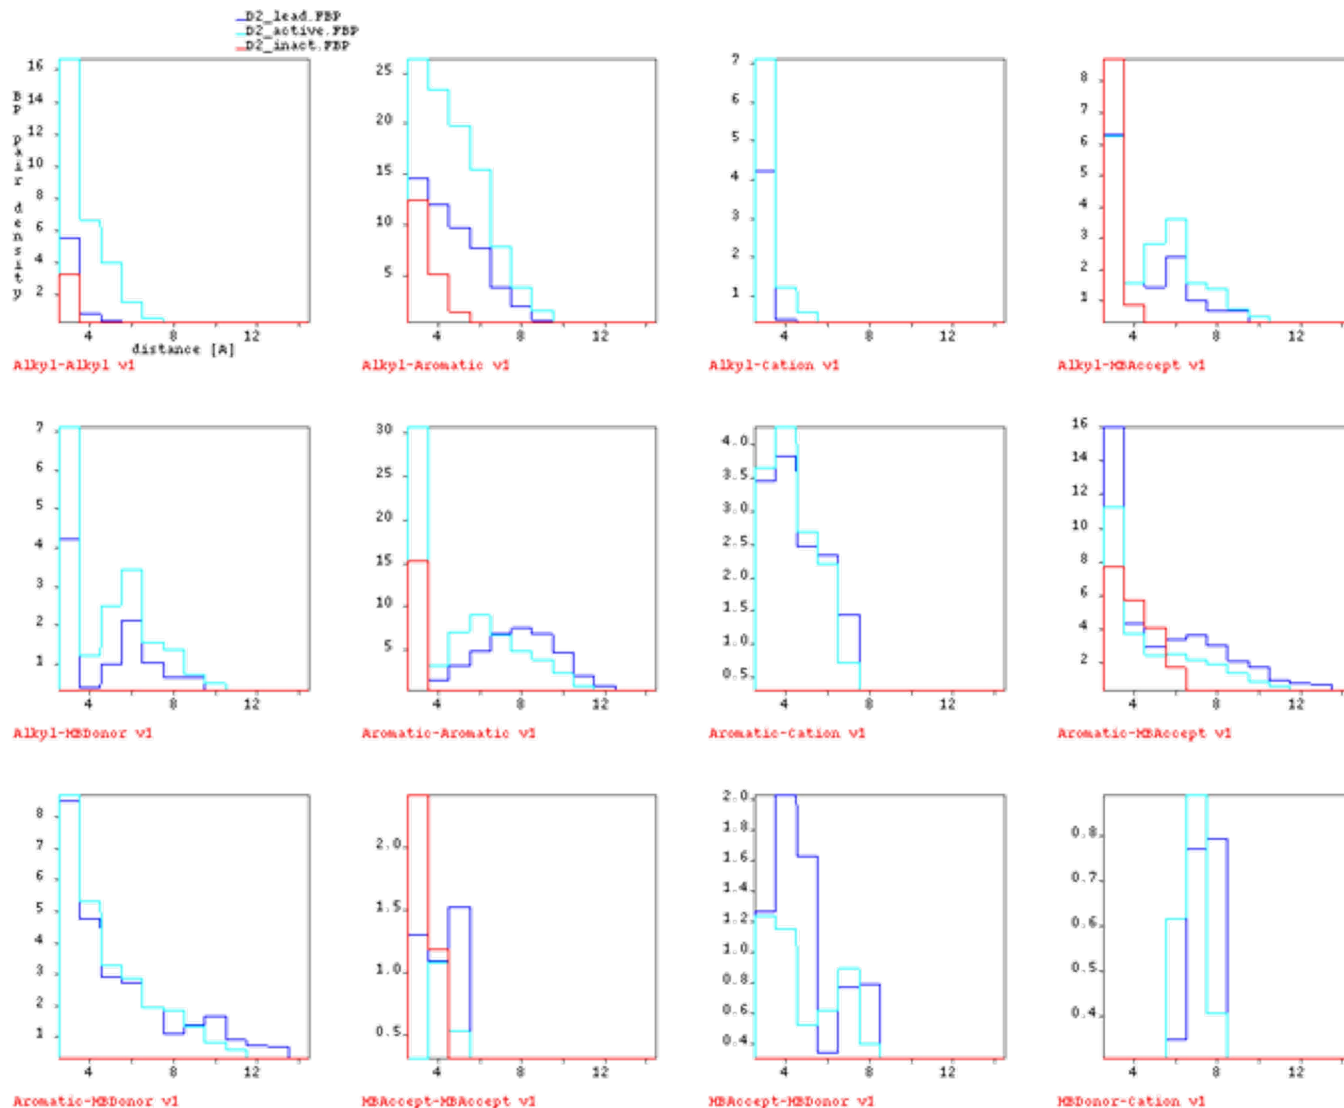 D2_lead.FBP
D2_active.FBP
D2_inact.FBP
BP pair density
16
14
12
10
8
6
4
2
4 8 12
distance [A]
Alkyl-Alkyl v1
25
20
15
10
5
4 8 12
Alkyl-Aromatic v1
7
6
5
4
3
2
1
4 8 12
Alkyl-Cation v1
8
7
6
5
4
3
2
1
4 8 12
Alkyl-HBAccept v1
7
6
5
4
3
2
1
4 8 12
Alkyl-HBDonor v1
30
25
20
15
10
5
4 8 12
Aromatic-Aromatic v1
4.0
3.5
3.0
2.5
2.0
1.5
1.0
0.5
4 8 12
Aromatic-Cation v1
16
14
12
10
8
6
4
2
4 8 12
Aromatic-HBAccept v1
8
7
6
5
4
3
2
1
4 8 12
Aromatic-HBDonor v1
2.0
1.5
1.0
0.5
4 8 12
HBAccept-HBAccept v1
2.0
1.8
1.6
1.4
1.2
1.0
0.8
0.6
0.4
4 8 12
HBAccept-HBDonor v1
0.8
0.7
0.6
0.5
0.4
4 8 12
HBDonor-Cation v1